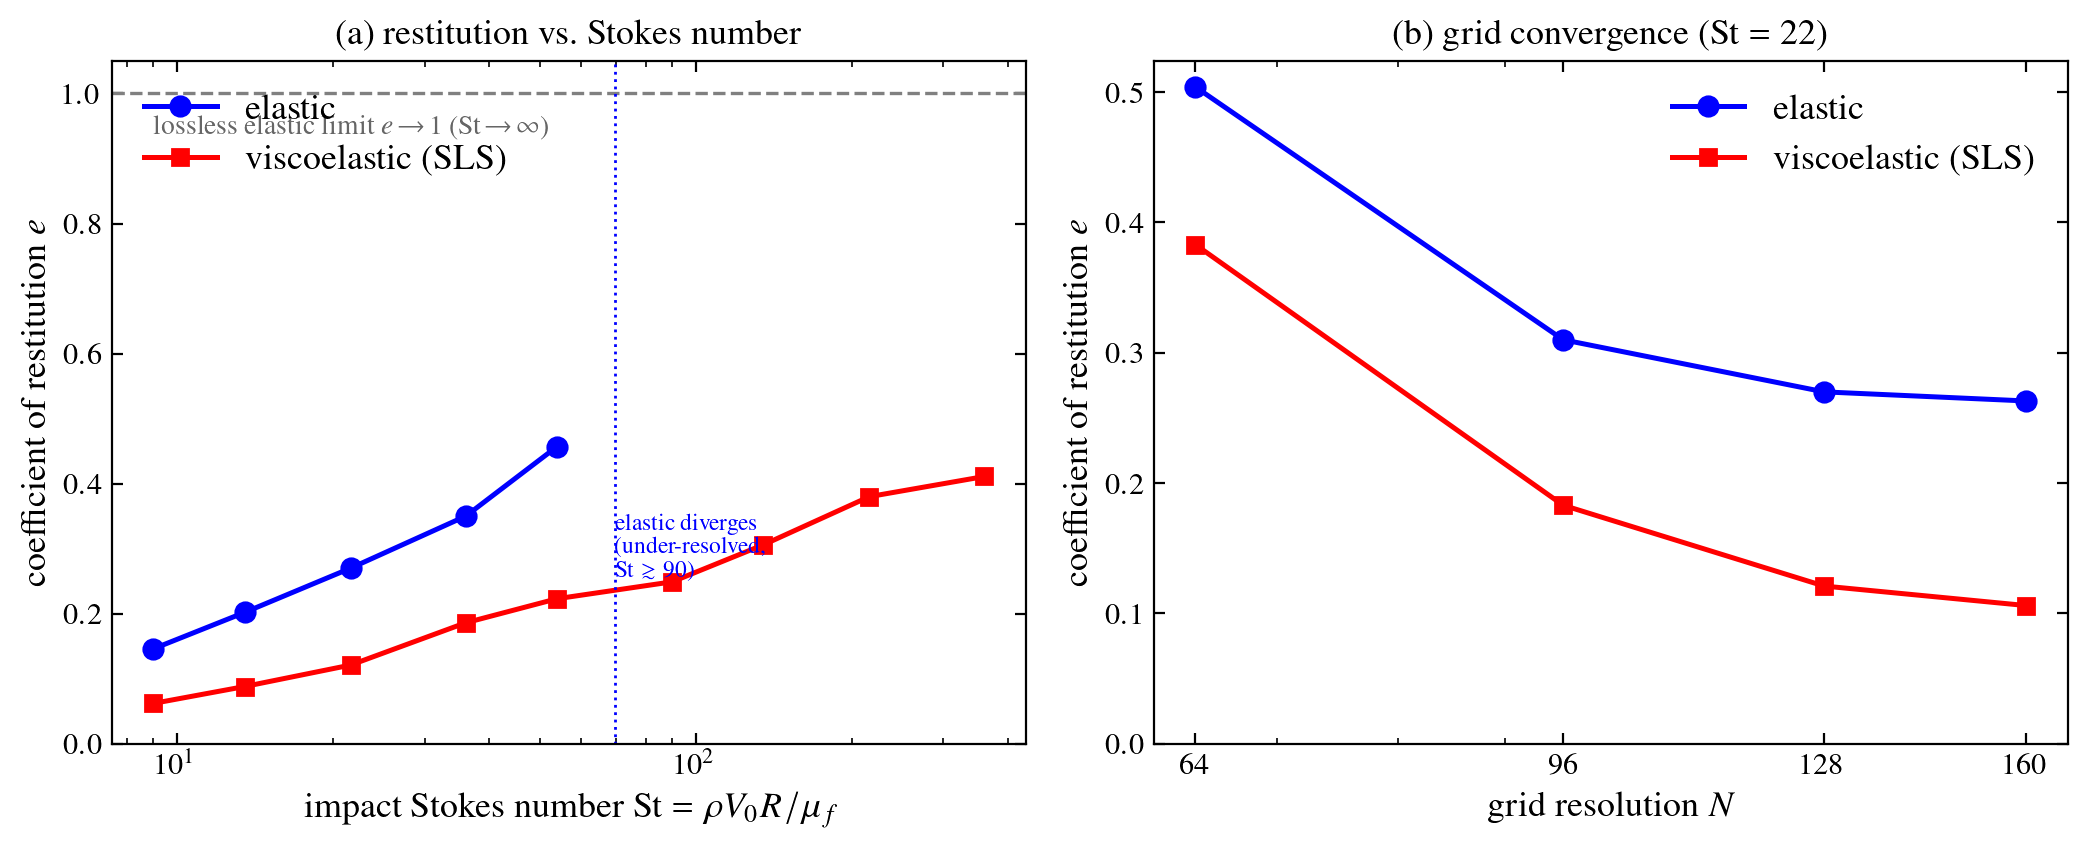 (a) restitution vs. Stokes number
coefficient of restitution e
1.0
0.8
0.6
0.4
0.2
0.0
elastic
lossless elastic limit e → 1 (St → ∞)
viscoelastic (SLS)
elastic diverges
(under-resolved,
St ≳ 90)
10¹
10²
impact Stokes number St = ρV₀R/μ_f
(b) grid convergence (St = 22)
coefficient of restitution e
0.5
0.4
0.3
0.2
0.1
0.0
elastic
viscoelastic (SLS)
64
96
128
160
grid resolution N